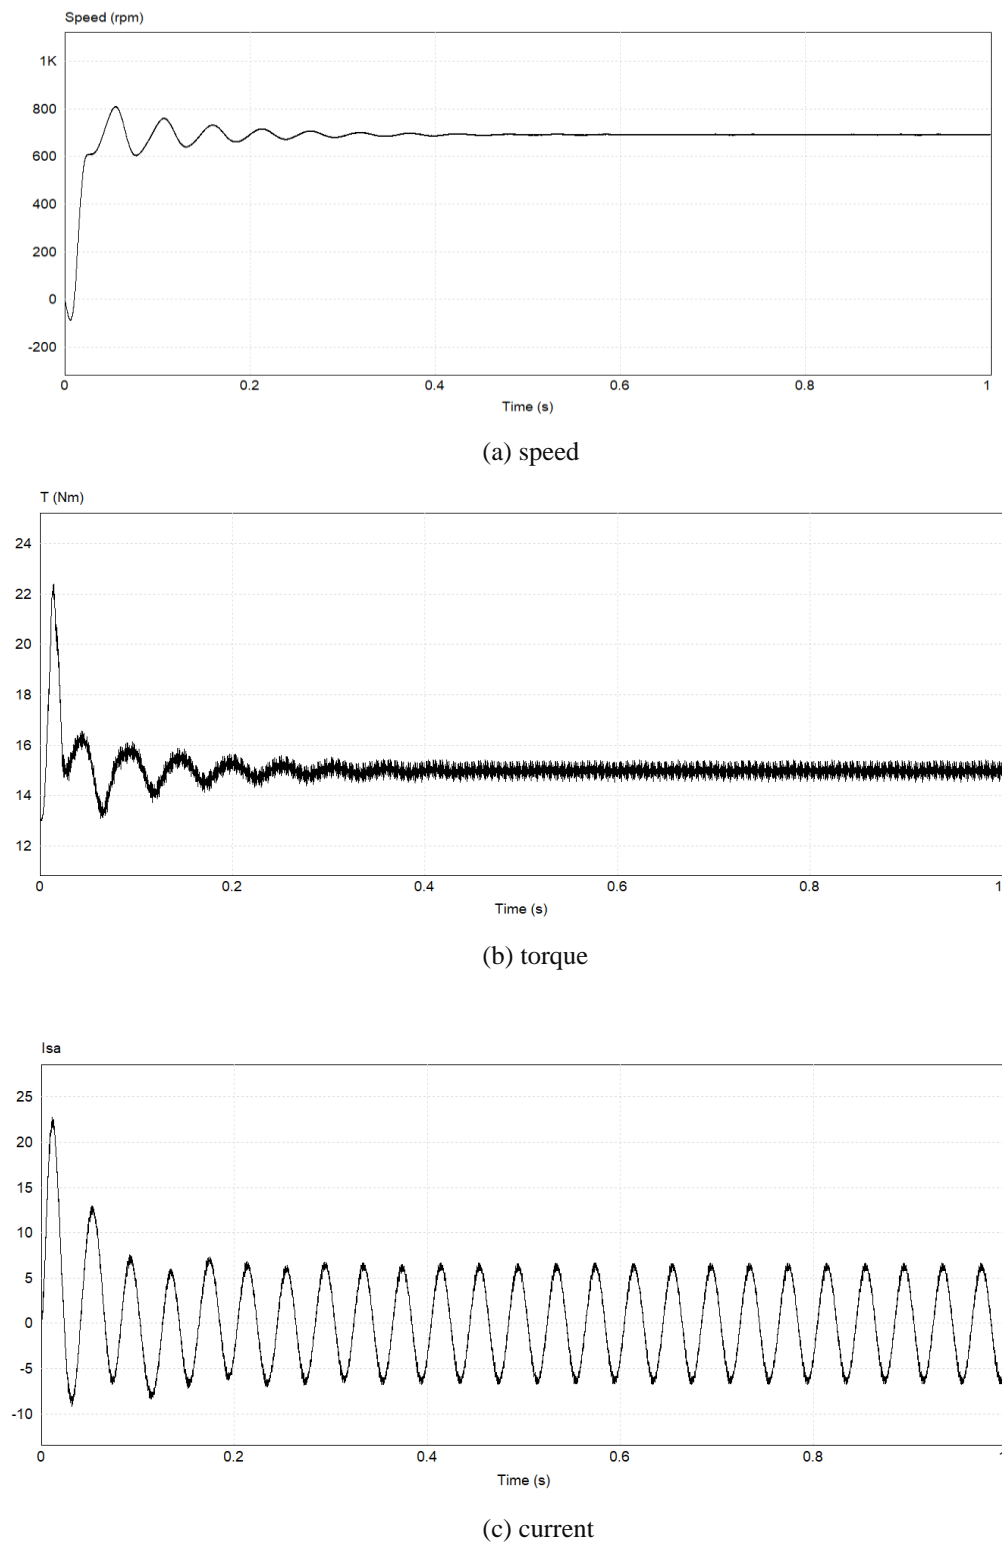 Speed (rpm)
1K
800
600
400
200
0
-200
0 0.2 0.4 0.6 0.8 1
Time (s)
(a) speed
T (Nm)
24
22
20
18
16
14
12
0 0.2 0.4 0.6 0.8 1
Time (s)
(b) torque
Isa
25
20
15
10
5
0
-5
-10
0 0.2 0.4 0.6 0.8 1
Time (s)
(c) current